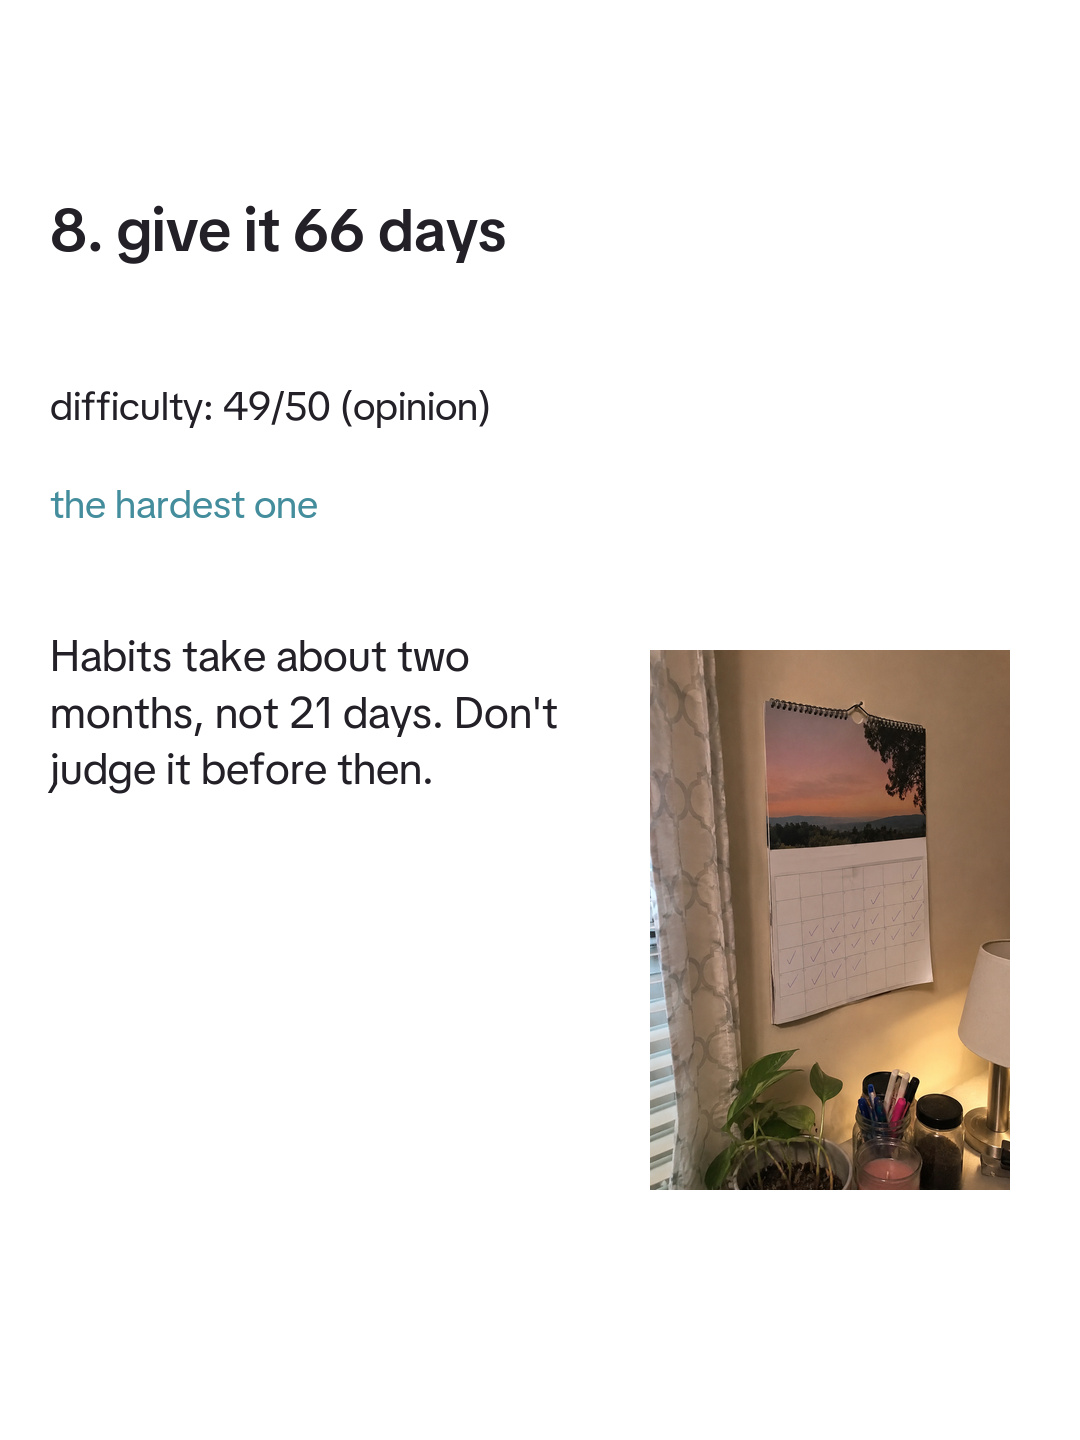 8. give it 66 days
difficulty: 49/50 (opinion)
the hardest one
Habits take about two
months, not 21 days. Don't
judge it before then.